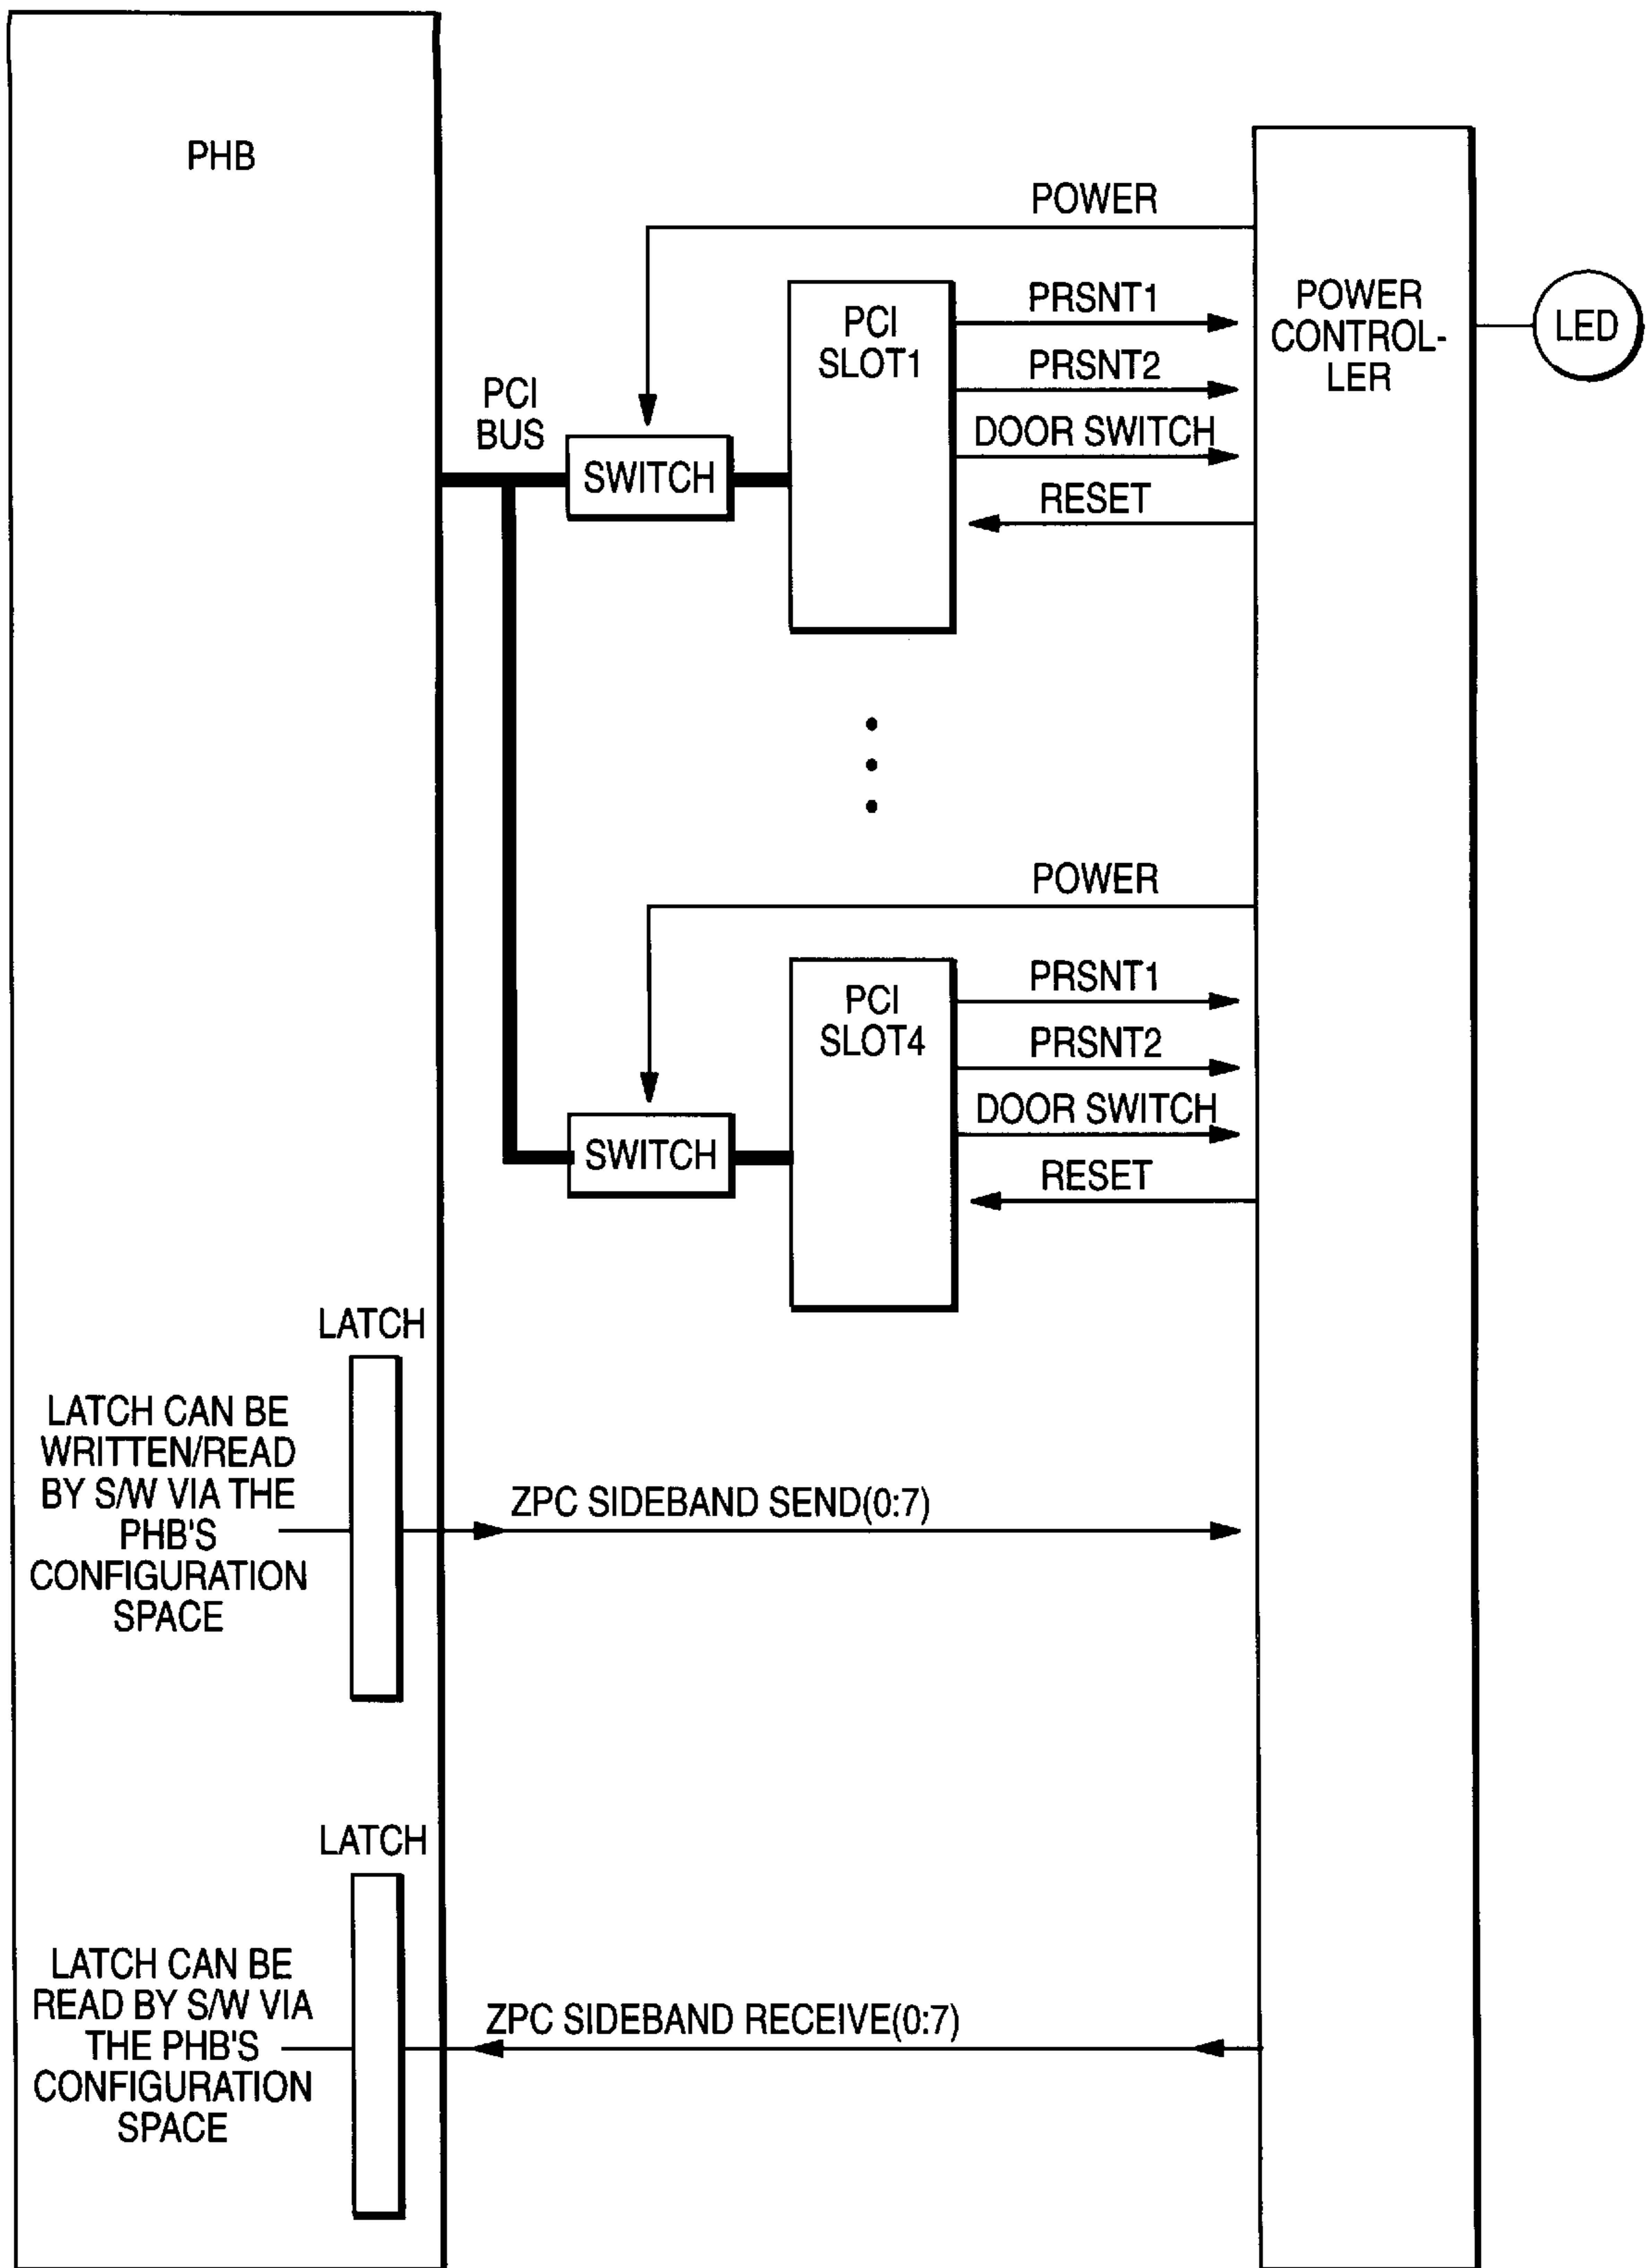 PHB
POWER
PCI
SLOT1
PRSNT1
PRSNT2
DOOR SWITCH
RESET
POWER
CONTROL-
LER
LED
PCI
BUS
SWITCH
POWER
PCI
SLOT4
PRSNT1
PRSNT2
DOOR SWITCH
RESET
SWITCH
LATCH
LATCH CAN BE
WRITTEN/READ
BY S/W VIA THE
PHB'S
CONFIGURATION
SPACE
ZPC SIDEBAND SEND(0:7)
LATCH
LATCH CAN BE
READ BY S/W VIA
THE PHB'S
CONFIGURATION
SPACE
ZPC SIDEBAND RECEIVE(0:7)